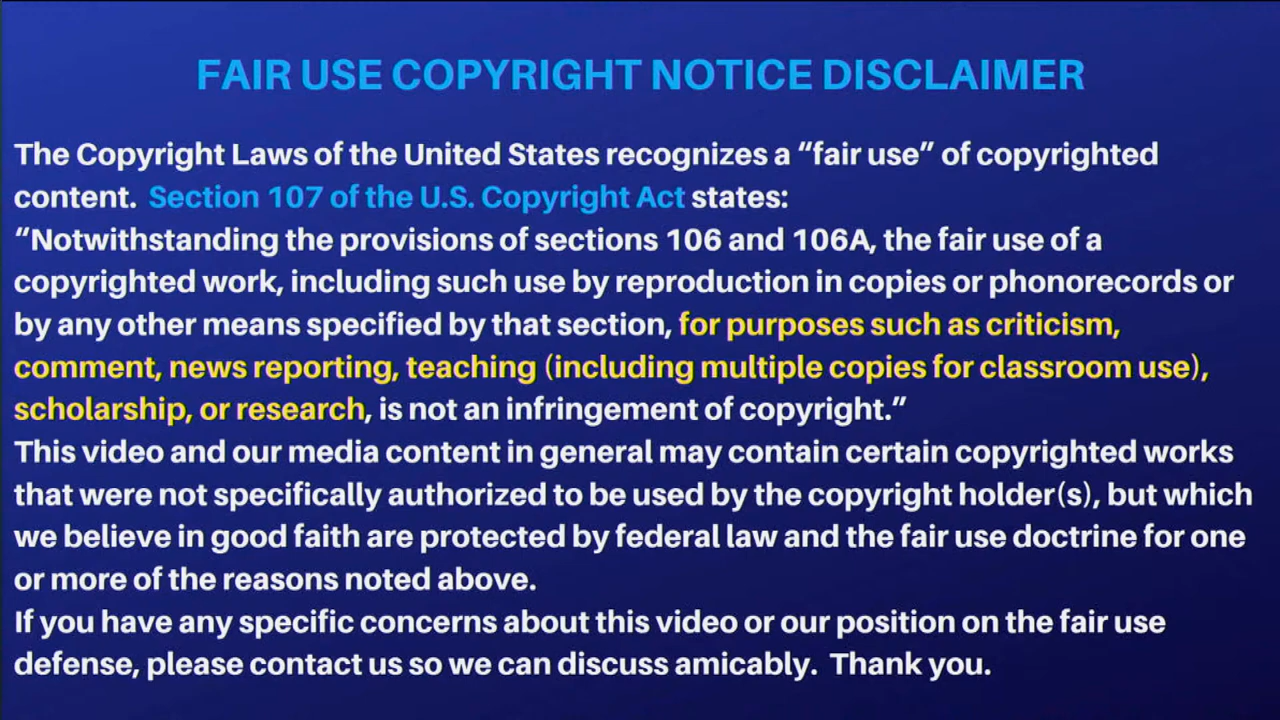 FAIR USE COPYRIGHT NOTICE DISCLAIMER
The Copyright Laws of the United States recognizes a “fair use” of copyrighted
content.  Section 107 of the U.S. Copyright Act states:
“Notwithstanding the provisions of sections 106 and 106A, the fair use of a
copyrighted work, including such use by reproduction in copies or phonorecords or
by any other means specified by that section, for purposes such as criticism,
comment, news reporting, teaching (including multiple copies for classroom use),
scholarship, or research, is not an infringement of copyright.”
This video and our media content in general may contain certain copyrighted works
that were not specifically authorized to be used by the copyright holder(s), but which
we believe in good faith are protected by federal law and the fair use doctrine for one
or more of the reasons noted above.
If you have any specific concerns about this video or our position on the fair use
defense, please contact us so we can discuss amicably.  Thank you.